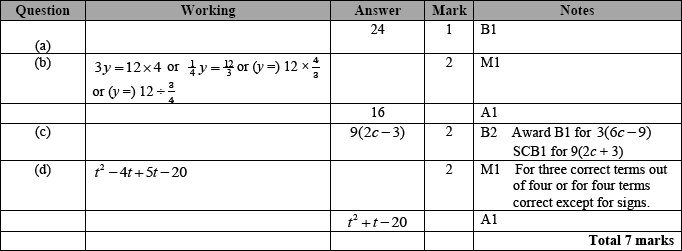 Question Working Answer Mark Notes
(a) 24 1 B1
(b) 3y = 12 × 4 or 1/4 y = 12/3 or (y =) 12 × 4/3 2 M1
or (y =) 12 ÷ 3/4
16 A1
(c) 9(2c − 3) 2 B2 Award B1 for 3(6c − 9)
SCB1 for 9(2c + 3)
(d) t² − 4t + 5t − 20 2 M1 For three correct terms out
of four or for four terms
correct except for signs.
t² + t − 20 A1
Total 7 marks